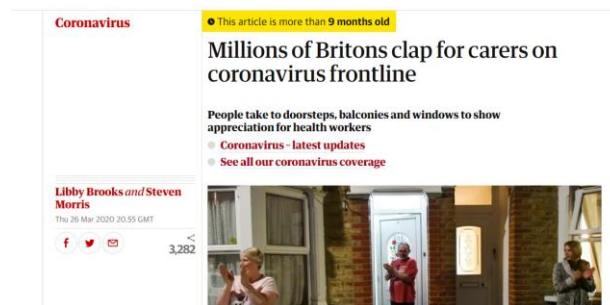 Coronavirus
This article is more than 9 months old
Millions of Britons clap for carers on
coronavirus frontline
People take to doorsteps, balconies and windows to show
appreciation for health workers
Coronavirus – latest updates
See all our coronavirus coverage
Libby Brooks and Steven
Morris
Thu 26 Mar 2020 20.55 GMT
3,282